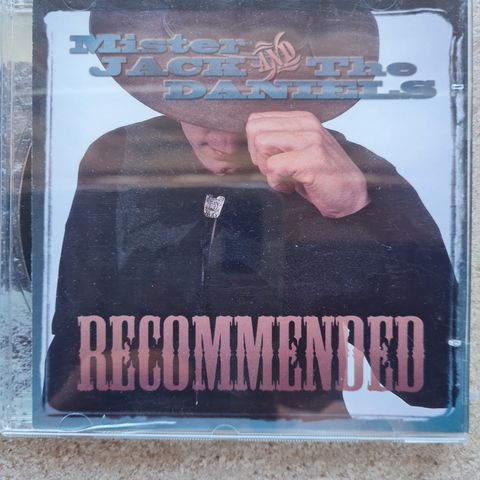 Mister
JACK AND The
DANIELS
RECOMMENDED